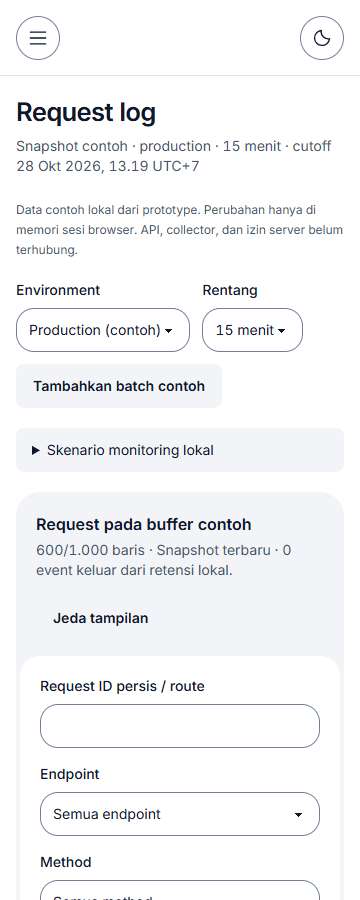 Request log
Snapshot contoh · production · 15 menit · cutoff
28 Okt 2026, 13.19 UTC+7
Data contoh lokal dari prototype. Perubahan hanya di
memori sesi browser. API, collector, dan izin server belum
terhubung.
Environment
Rentang
Production (contoh)
15 menit
Tambahkan batch contoh
Skenario monitoring lokal
Request pada buffer contoh
600/1.000 baris · Snapshot terbaru · 0
event keluar dari retensi lokal.
Jeda tampilan
Request ID persis / route
Endpoint
Semua endpoint
Method